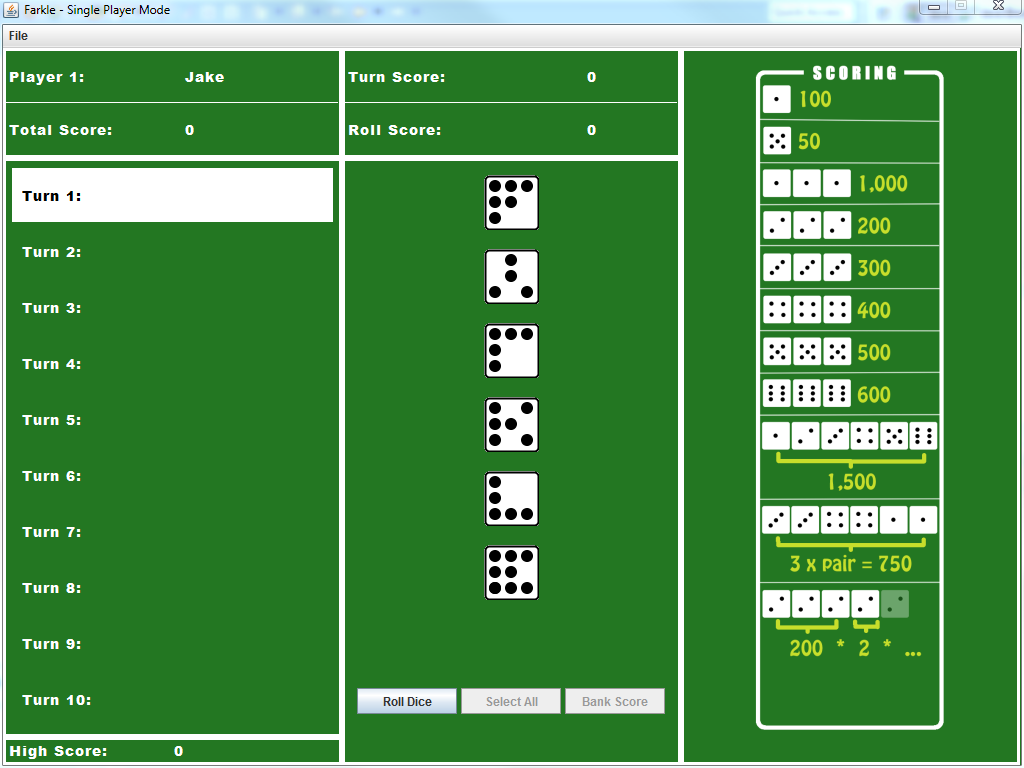 Farkle - Single Player Mode
File
Player 1: Jake
Total Score: 0
Turn Score: 0
Roll Score: 0
Turn 1:
Turn 2:
Turn 3:
Turn 4:
Turn 5:
Turn 6:
Turn 7:
Turn 8:
Turn 9:
Turn 10:
High Score: 0
Roll Dice
Select All
Bank Score
SCORING
100
50
1,000
200
300
400
500
600
1,500
3 x pair = 750
200 * 2 * ...